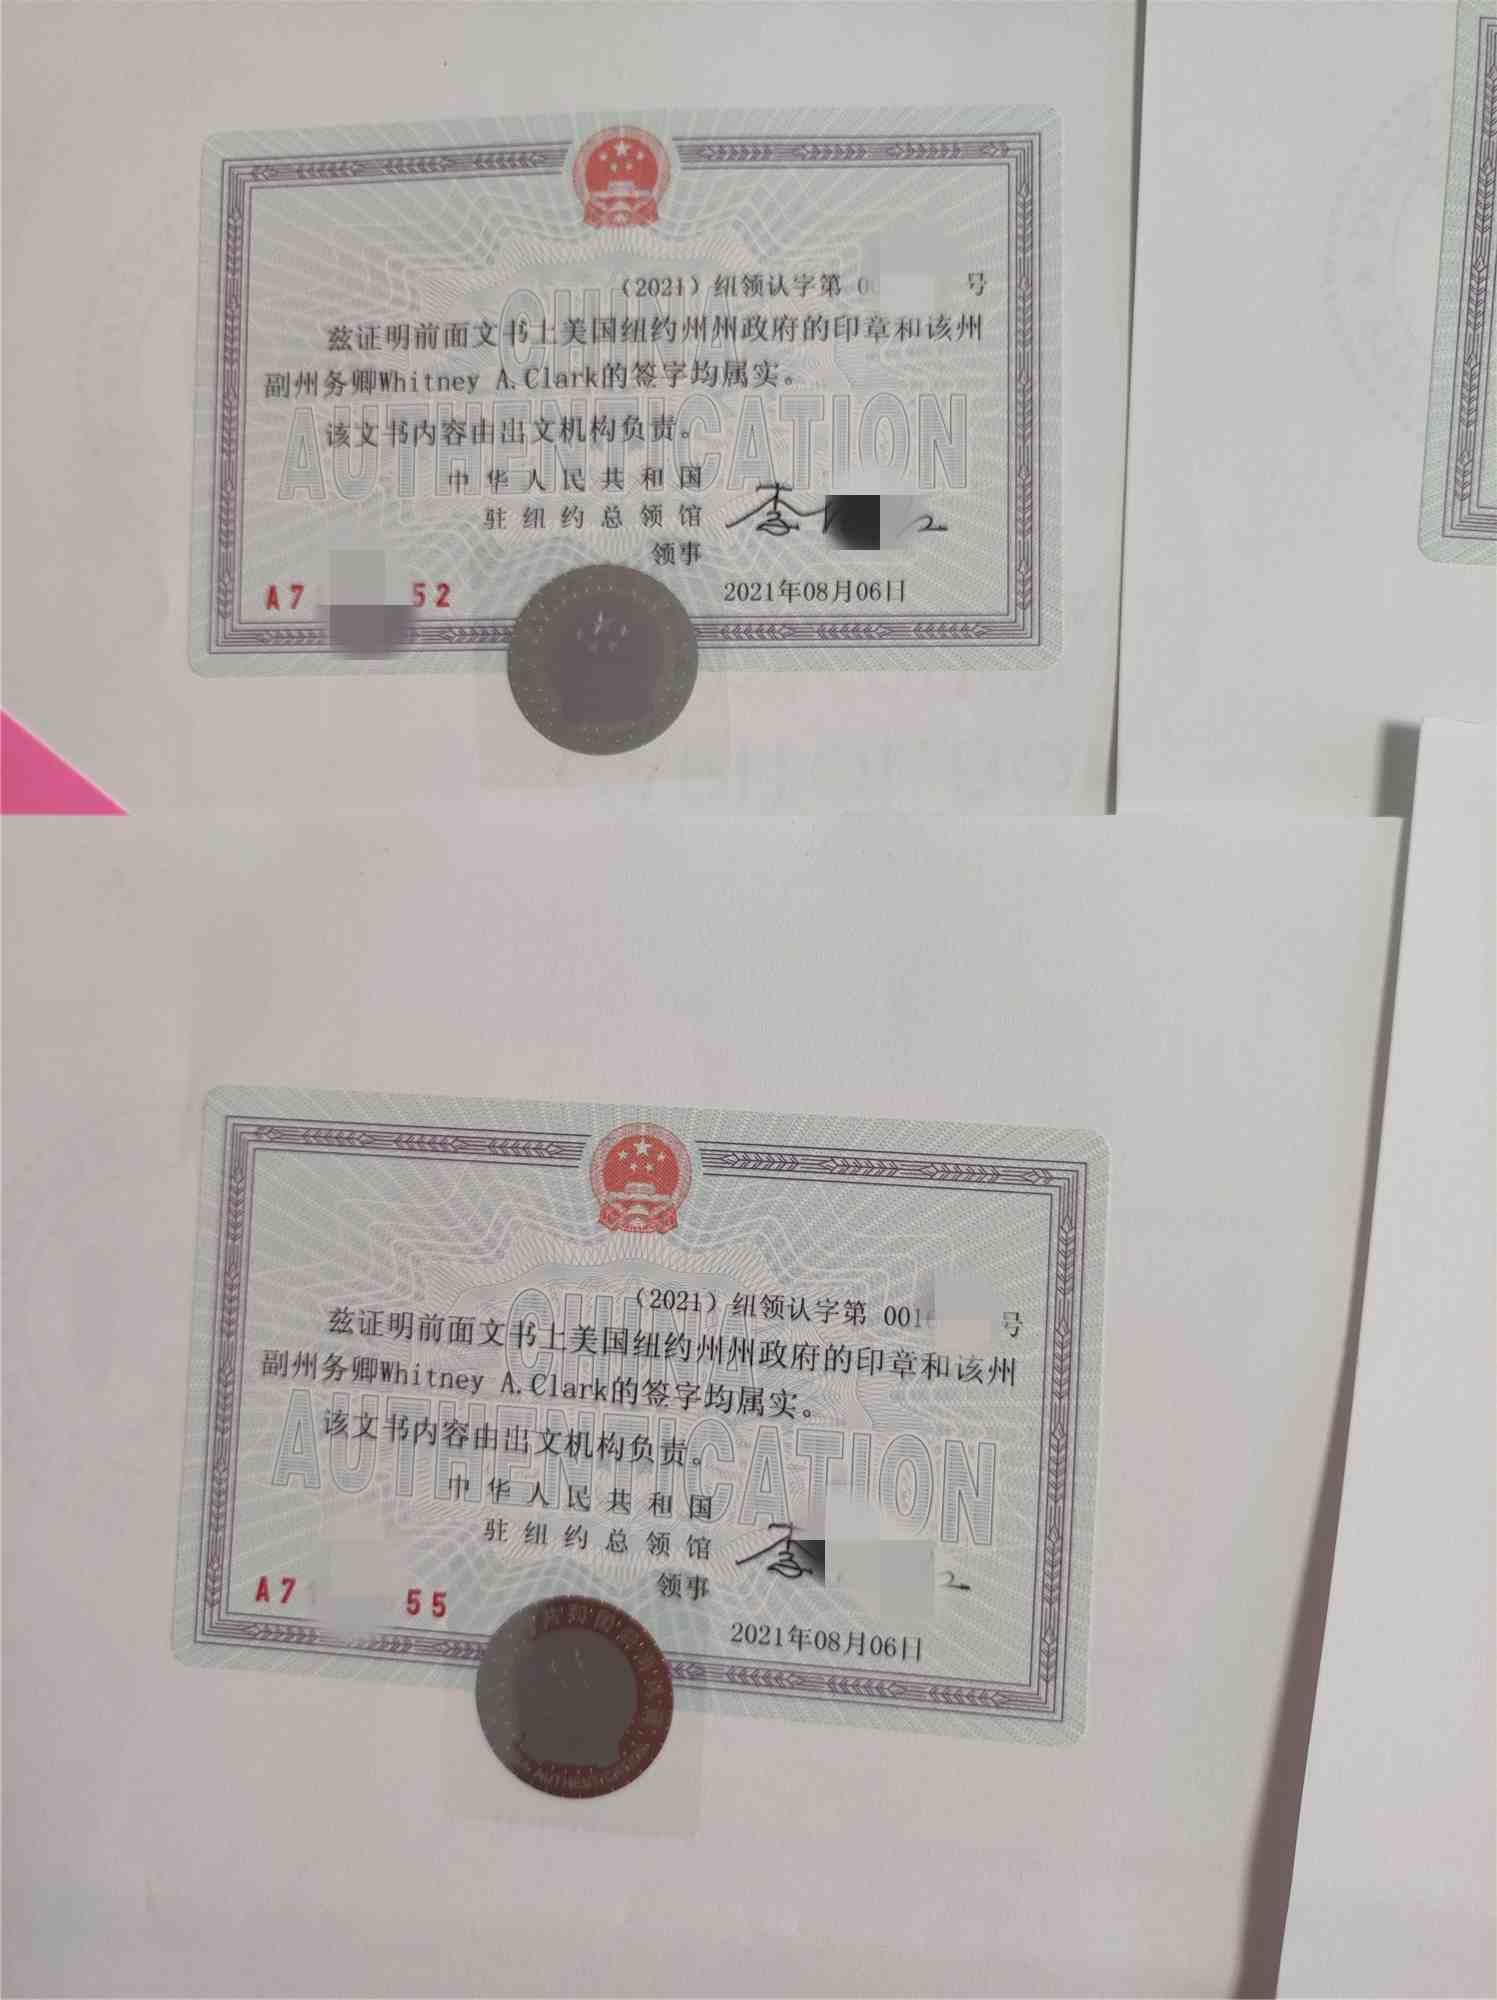 (2021) 纽领认字第 0 号
兹证明前面文书上美国纽约州州政府的印章和该州
副州务卿Whitney A.Clark的签字均属实。
该文书内容由出文机构负责。
中华人民共和国
驻纽约总领馆
领事
李
A7 52
2021年08月06日
CHINA
AUTHENTICATION
(2021) 纽领认字第 001 号
兹证明前面文书上美国纽约州州政府的印章和该州
副州务卿Whitney A.Clark的签字均属实。
该文书内容由出文机构负责。
中华人民共和国
驻纽约总领馆
领事
李
A7 55
2021年08月06日
CHINA
AUTHENTICATION